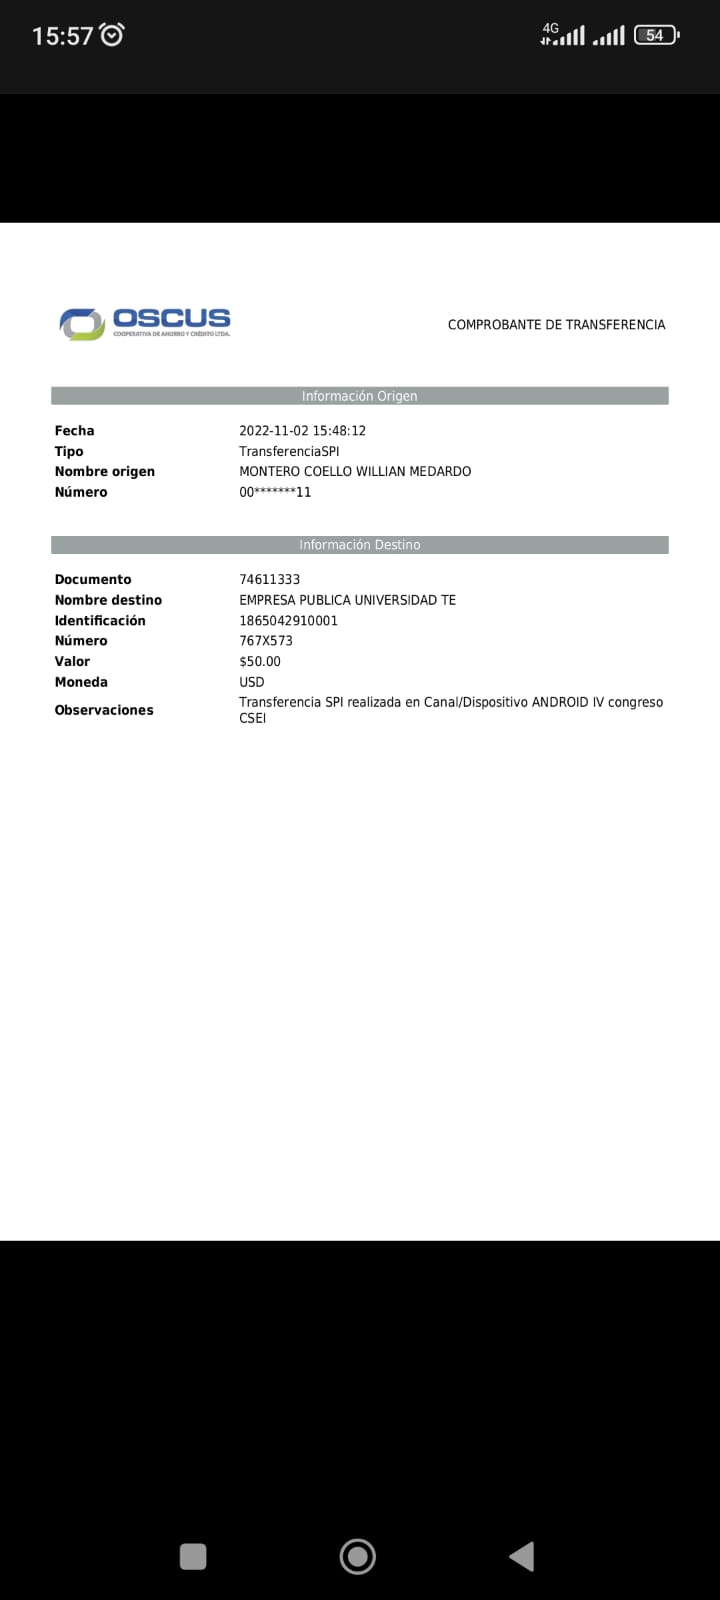 15:57
4G
54
OSCUS
COOPERATIVA DE AHORRO Y CRÉDITO LTDA.
COMPROBANTE DE TRANSFERENCIA
Información Origen
Fecha 2022-11-02 15:48:12
Tipo TransferenciaSPI
Nombre origen MONTERO COELLO WILLIAN MEDARDO
Número 00*******11
Información Destino
Documento 74611333
Nombre destino EMPRESA PUBLICA UNIVERSIDAD TE
Identificación 1865042910001
Número 767X573
Valor $50.00
Moneda USD
Observaciones Transferencia SPI realizada en Canal/Dispositivo ANDROID IV congreso
CSEI